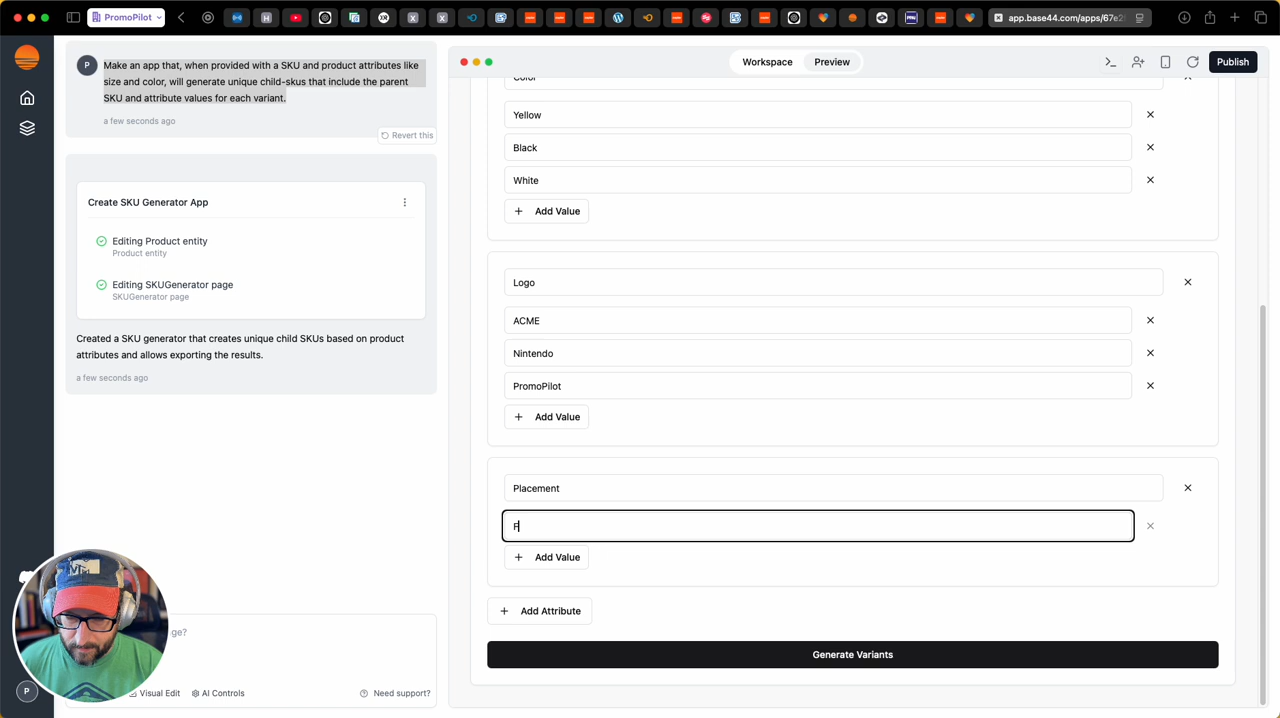 PromoPilot
app.base44.com/apps/67e2
P
Make an app that, when provided with a SKU and product attributes like
size and color, will generate unique child-skus that include the parent
SKU and attribute values for each variant.
a few seconds ago
Revert this
Create SKU Generator App
Editing Product entity
Product entity
Editing SKUGenerator page
SKUGenerator page
Created a SKU generator that creates unique child SKUs based on product
attributes and allows exporting the results.
a few seconds ago
ge?
Visual Edit
AI Controls
Need support?
P
Workspace
Preview
Publish
Color
Yellow
Black
White
+ Add Value
Logo
ACME
Nintendo
PromoPilot
+ Add Value
Placement
F
+ Add Value
+ Add Attribute
Generate Variants